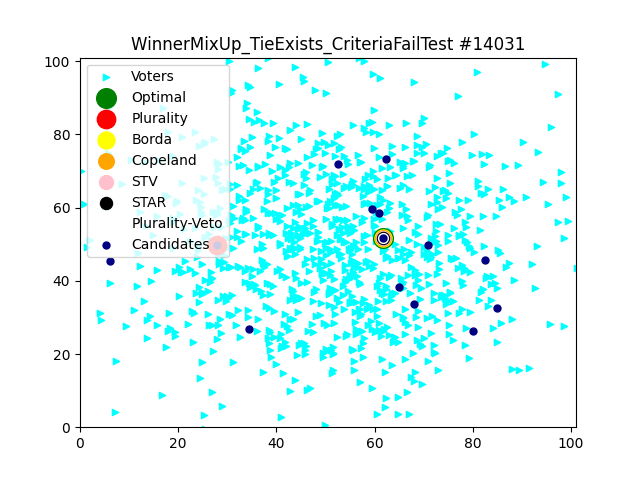 WinnerMixUp_TieExists_CriteriaFailTest #14031
100
80
60
40
20
0
Voters
Optimal
Plurality
Borda
Copeland
STV
STAR
Plurality-Veto
Candidates
0 20 40 60 80 100